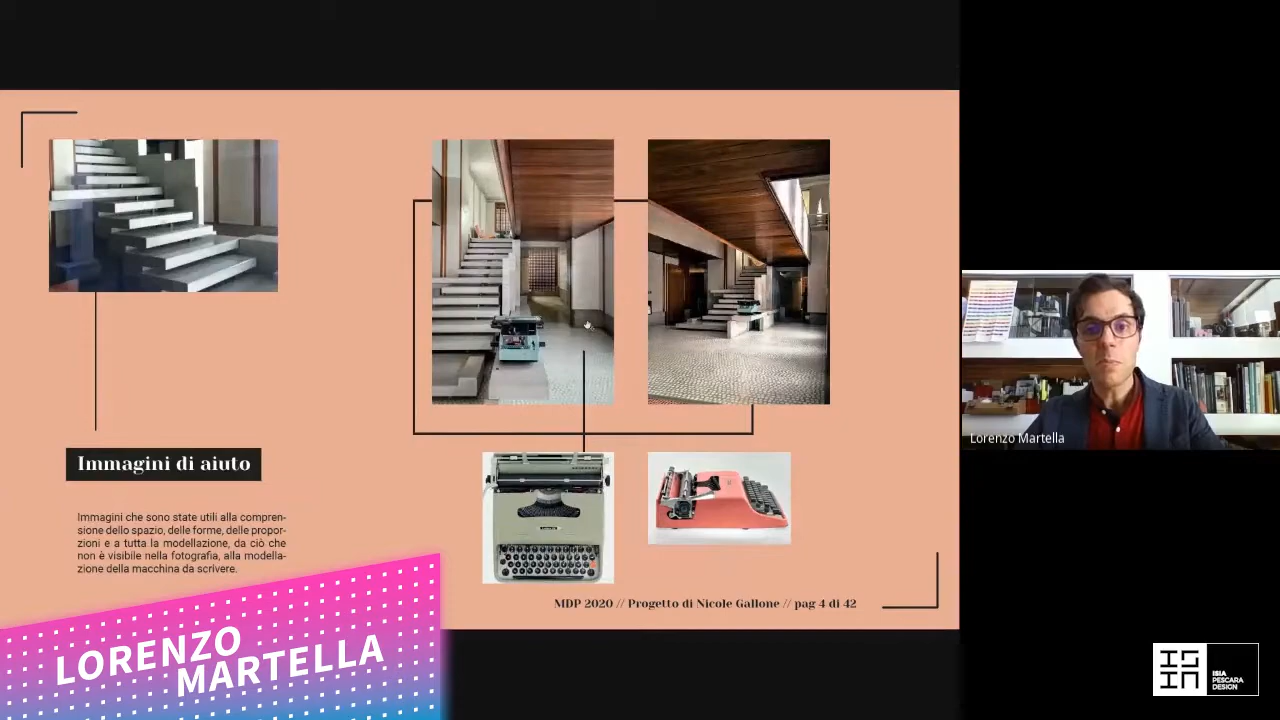 Immagini di aiuto
Immagini che sono state utili alla compren-
sione dello spazio, delle forme, delle propor-
zioni e a tutta la modellazione, da ciò che
non è visibile nella fotografia, alla modella-
zione della macchina da scrivere.
MDP 2020 // Progetto di Nicole Gallone // pag 4 di 42
LORENZO
MARTELLA
Lorenzo Martella
ISIA
PESCARA
DESIGN